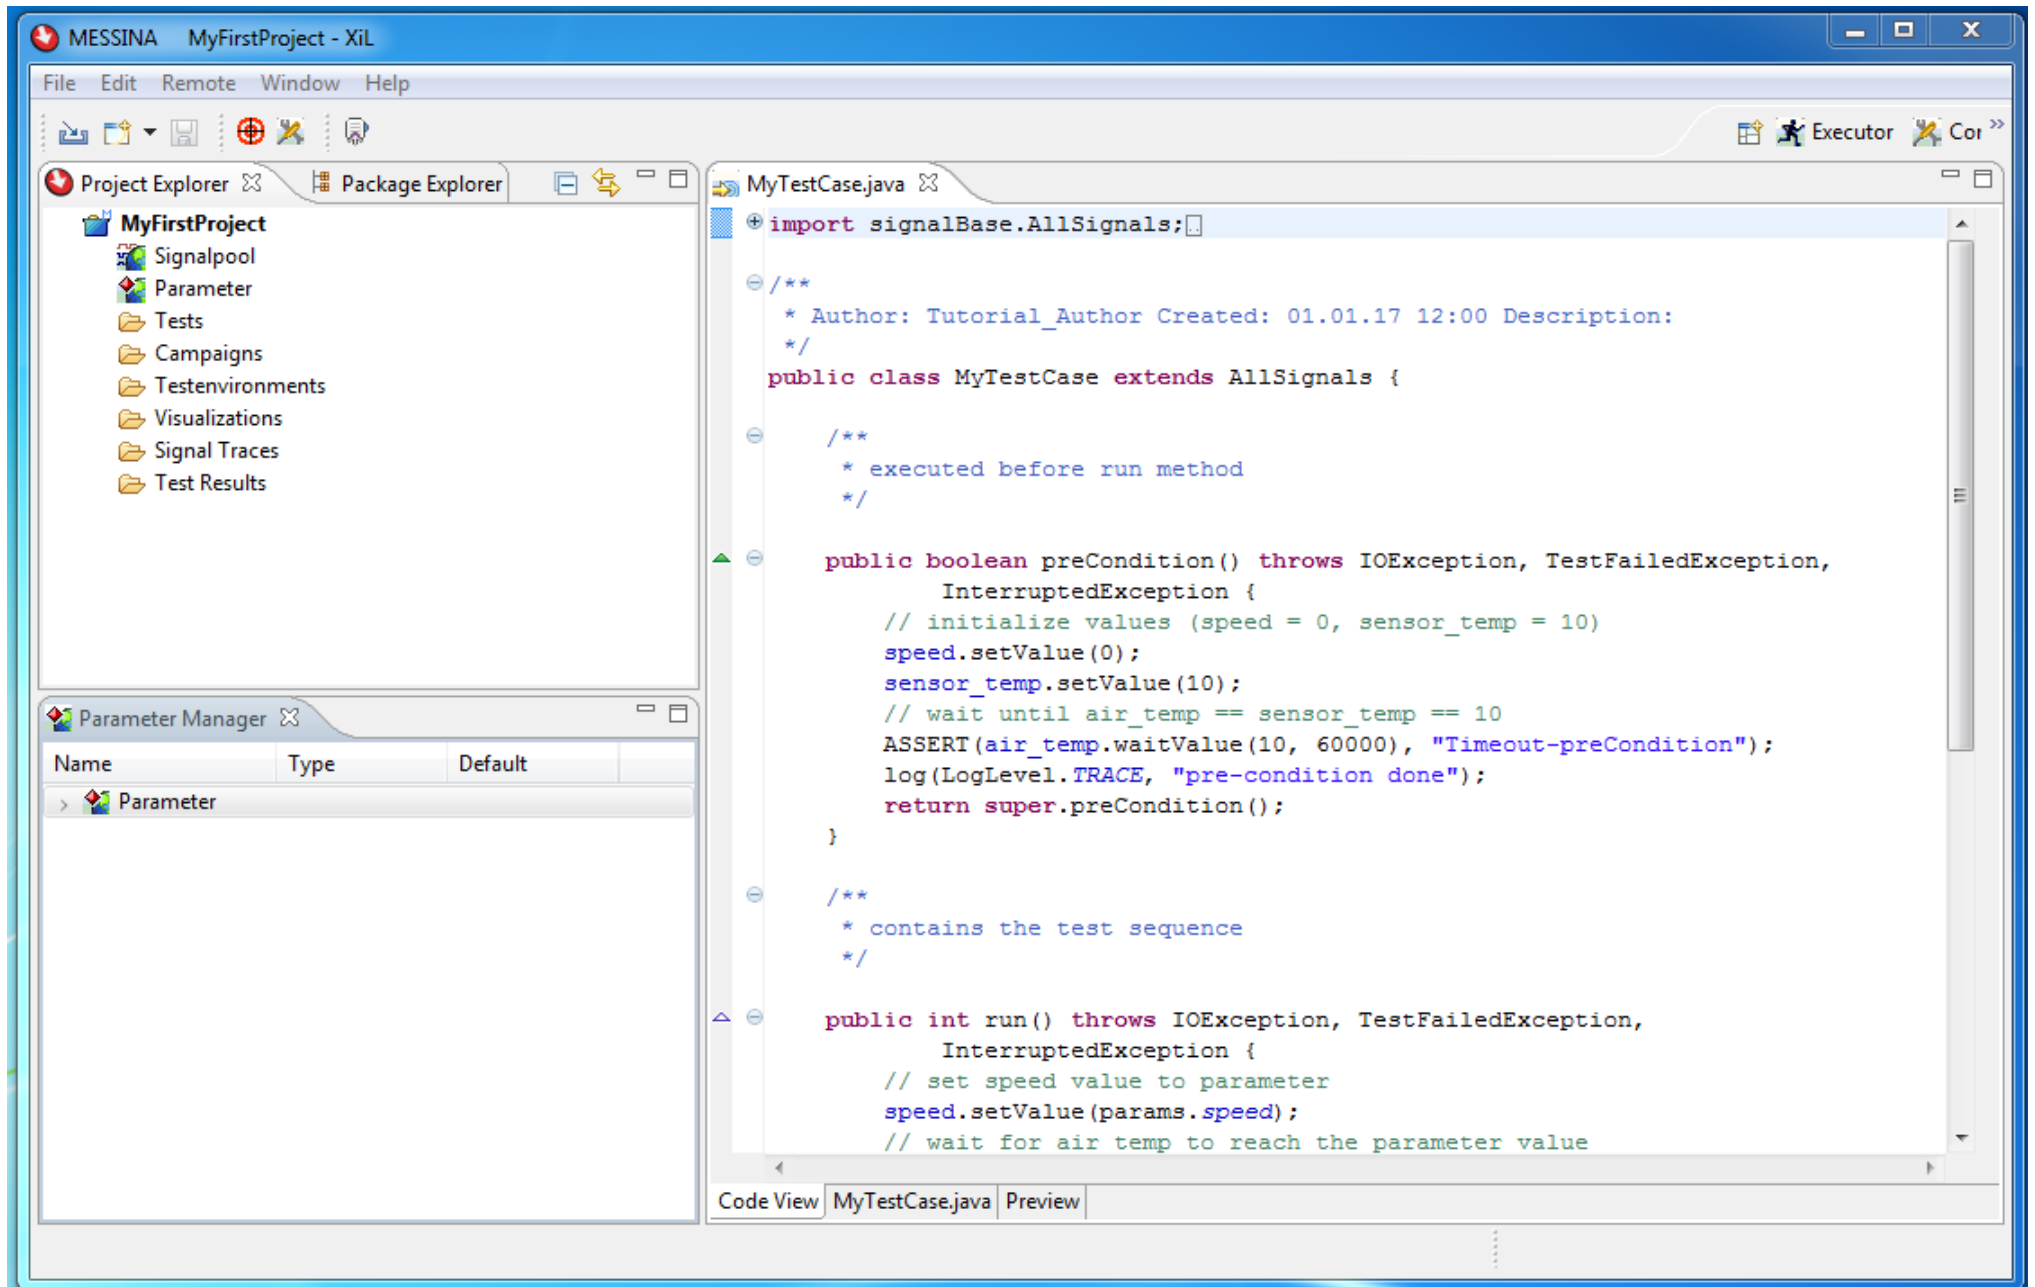 MESSINA MyFirstProject - XiL
File Edit Remote Window Help
Executor Cor
Project Explorer Package Explorer
MyFirstProject
Signalpool
Parameter
Tests
Campaigns
Testenvironments
Visualizations
Signal Traces
Test Results
Parameter Manager
Name Type Default
Parameter
MyTestCase.java
import signalBase.AllSignals;
/**
* Author: Tutorial_Author Created: 01.01.17 12:00 Description:
*/
public class MyTestCase extends AllSignals {
/**
* executed before run method
*/
public boolean preCondition() throws IOException, TestFailedException,
InterruptedException {
// initialize values (speed = 0, sensor_temp = 10)
speed.setValue(0);
sensor_temp.setValue(10);
// wait until air_temp == sensor_temp == 10
ASSERT(air_temp.waitValue(10, 60000), "Timeout-preCondition");
log(LogLevel.TRACE, "pre-condition done");
return super.preCondition();
}
/**
* contains the test sequence
*/
public int run() throws IOException, TestFailedException,
InterruptedException {
// set speed value to parameter
speed.setValue(params.speed);
// wait for air temp to reach the parameter value
Code View MyTestCase.java Preview